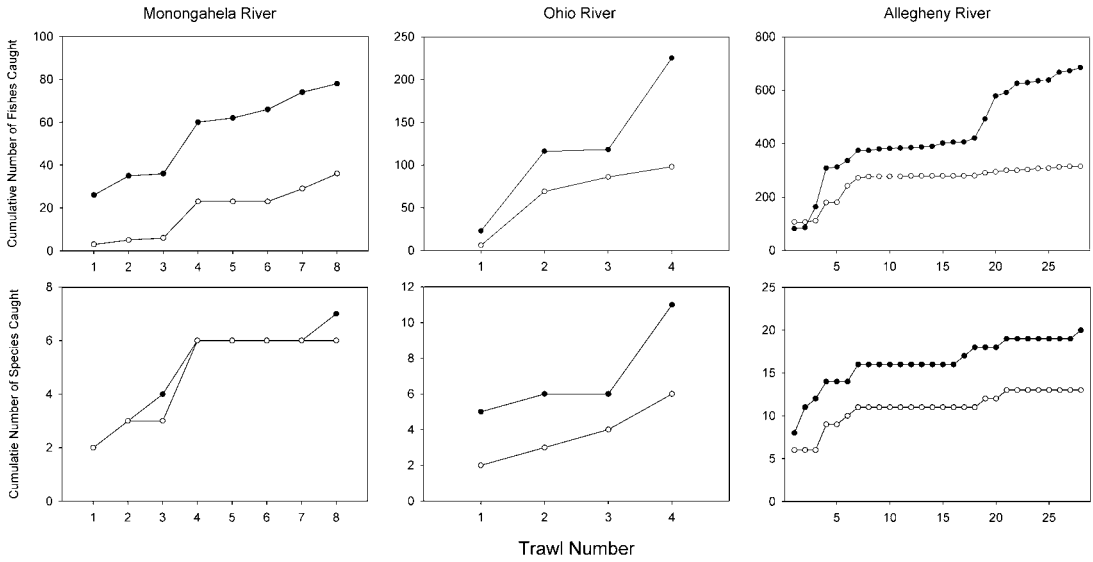 Monongahela River
Ohio River
Allegheny River
Cumulative Number of Fishes Caught
100
80
60
40
20
0
1 2 3 4 5 6 7 8
250
200
150
100
50
0
1 2 3 4
800
600
400
200
0
5 10 15 20 25
Cumulatie Number of Species Caught
8
6
4
2
0
1 2 3 4 5 6 7 8
12
10
8
6
4
2
0
1 2 3 4
25
20
15
10
5
0
5 10 15 20 25
Trawl Number